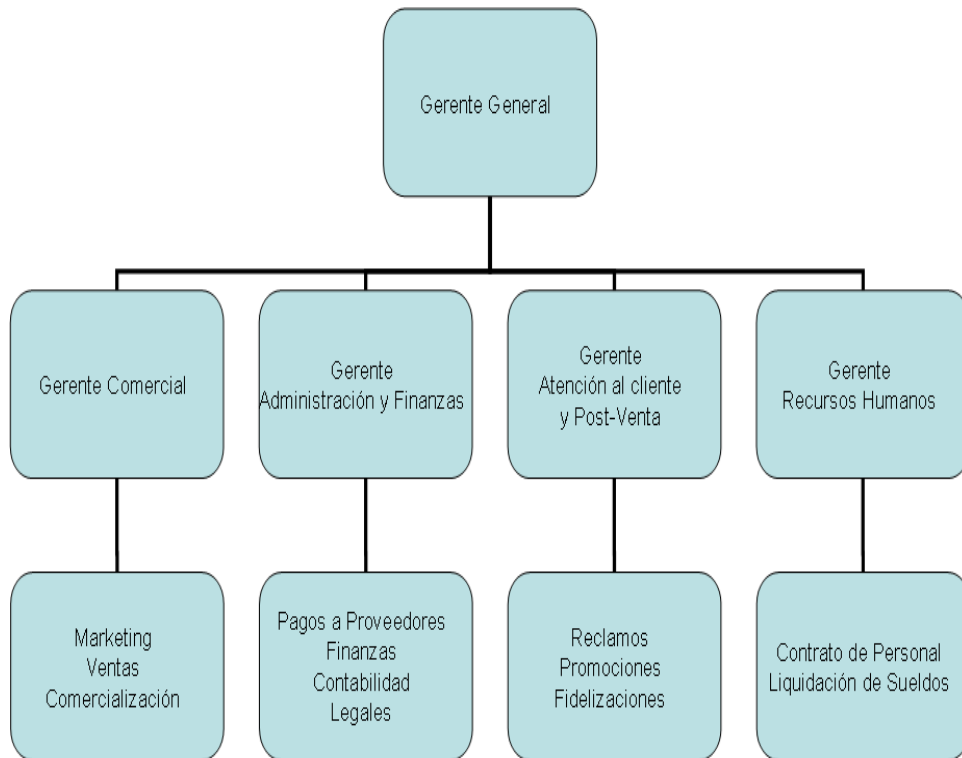 Gerente General
Gerente Comercial
Gerente
Administración y Finanzas
Gerente
Atención al cliente
y Post-Venta
Gerente
Recursos Humanos
Marketing
Ventas
Comercialización
Pagos a Proveedores
Finanzas
Contabilidad
Legales
Reclamos
Promociones
Fidelizaciones
Contrato de Personal
Liquidación de Sueldos